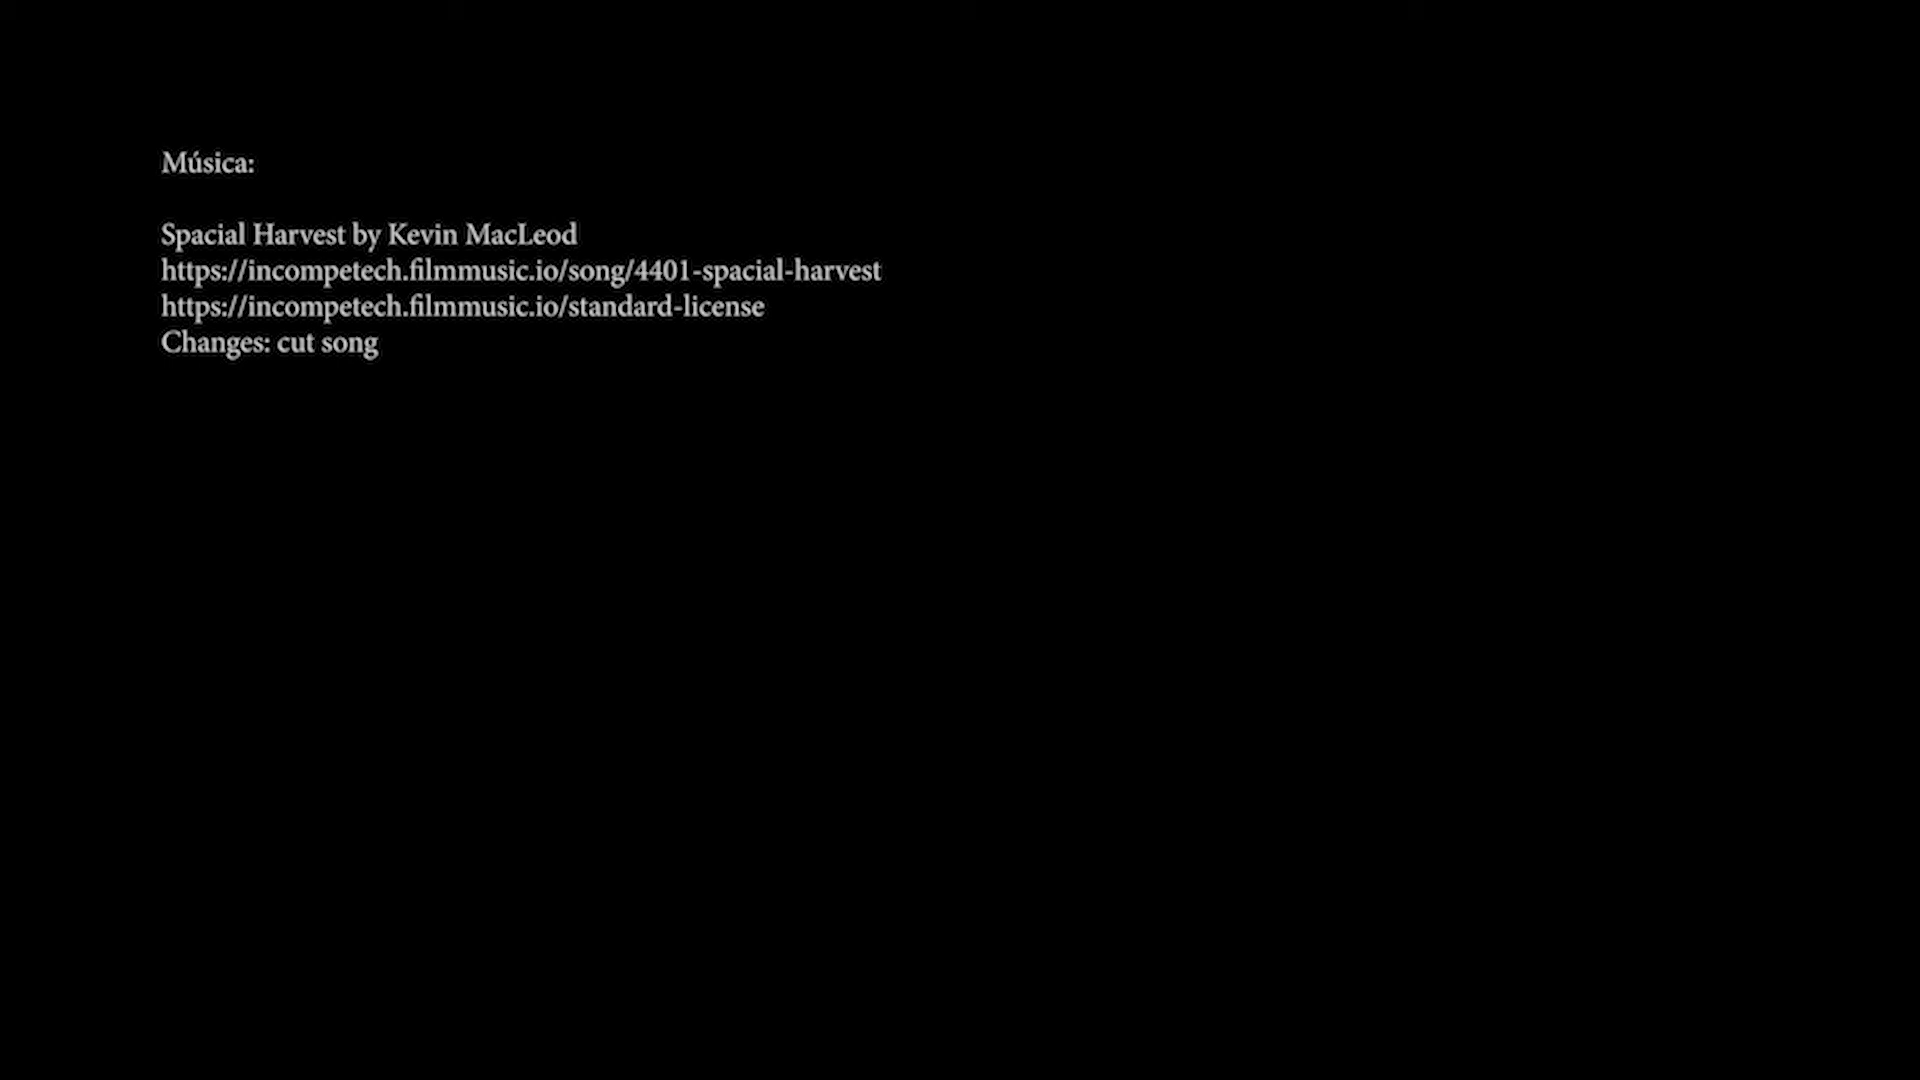 Música:
Spacial Harvest by Kevin MacLeod
https://incompetech.filmmusic.io/song/4401-spacial-harvest
https://incompetech.filmmusic.io/standard-license
Changes: cut song